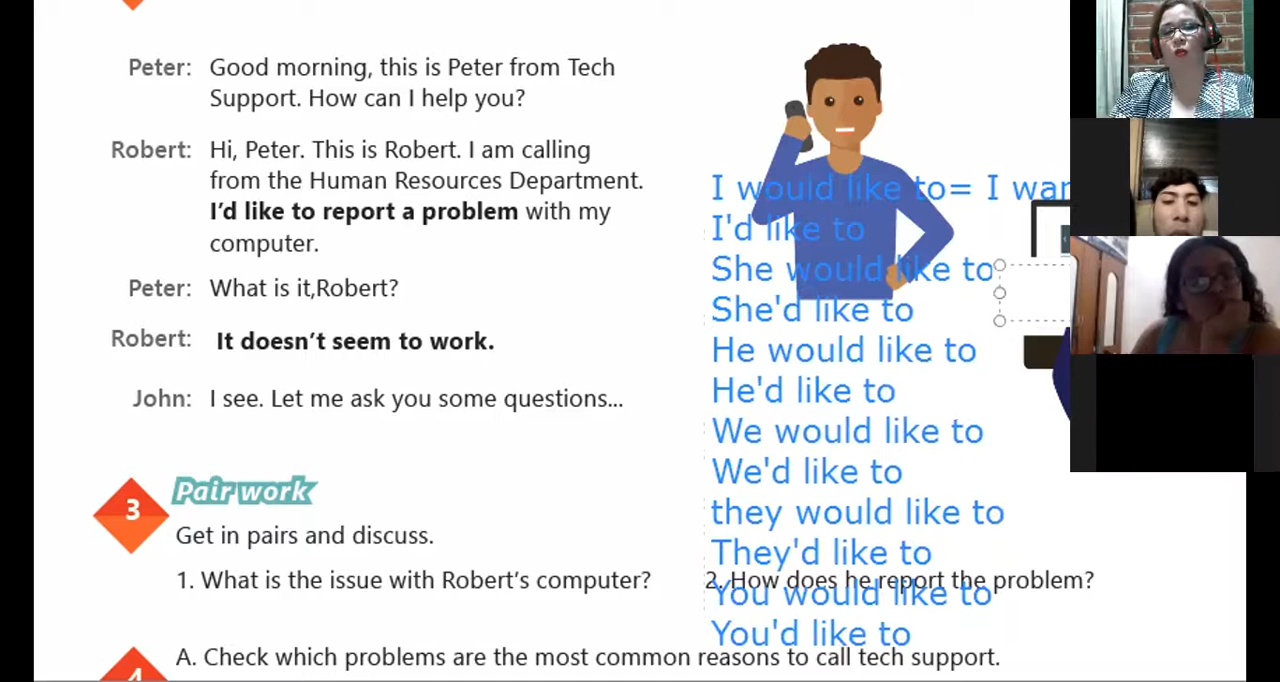 Peter: Good morning, this is Peter from Tech
Support. How can I help you?
Robert: Hi, Peter. This is Robert. I am calling
from the Human Resources Department.
I'd like to report a problem with my
computer.
Peter: What is it,Robert?
Robert: It doesn't seem to work.
John: I see. Let me ask you some questions...
I would like to= I
I'd like to
She would like to
She'd like to
He would like to
He'd like to
We would like to
We'd like to
they would like to
They'd like to
You would like to
You'd like to
3 Pair work
Get in pairs and discuss.
1. What is the issue with Robert's computer?
2. How does he report the problem?
4
A. Check which problems are the most common reasons to call tech support.